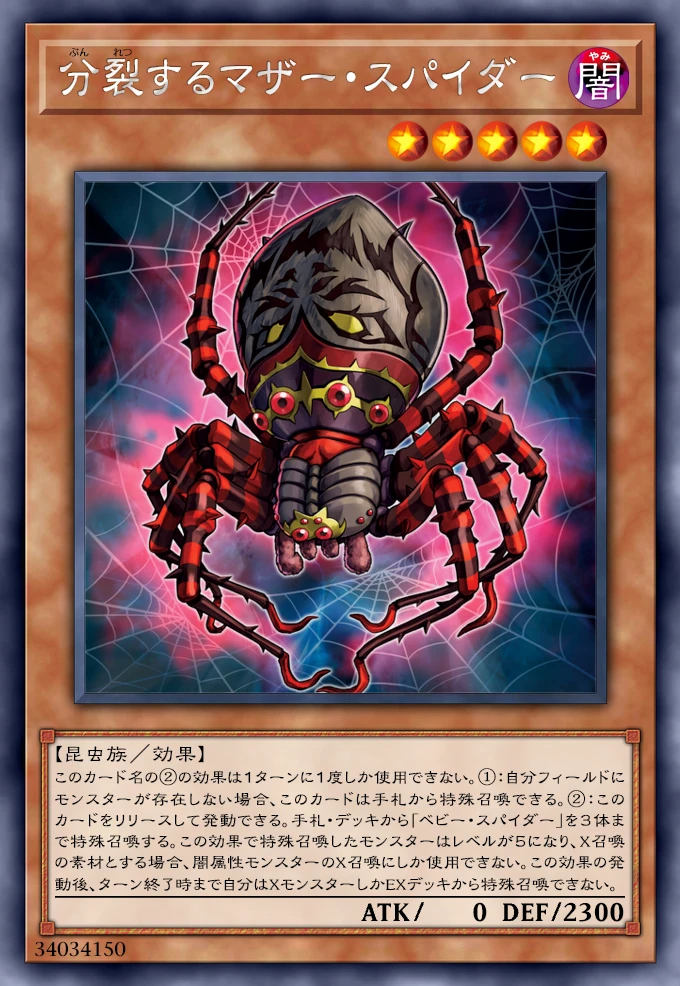 ぶん れつ
分裂するマザー・スパイダー
やみ
闇
【昆虫族／効果】
このカード名の②の効果は１ターンに１度しか使用できない。①：自分フィールドに
モンスターが存在しない場合、このカードは手札から特殊召喚できる。②：この
カードをリリースして発動できる。手札・デッキから「ベビー・スパイダー」を３体ま
で特殊召喚する。この効果で特殊召喚したモンスターはレベルが５になり、Ｘ召喚
の素材とする場合、闇属性モンスターのＸ召喚にしか使用できない。この効果の発
動後、ターン終了時まで自分はＸモンスターしかEXデッキから特殊召喚できない。
ATK/ 0 DEF/2300
34034150